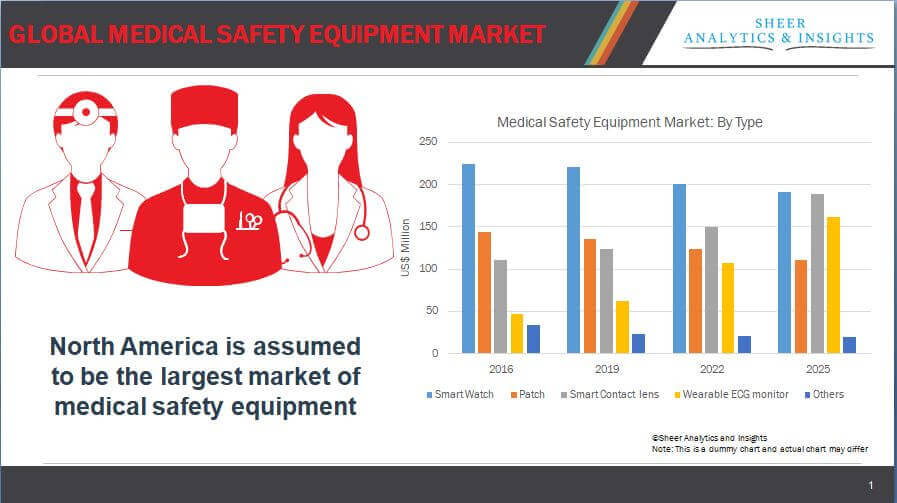 GLOBAL MEDICAL SAFETY EQUIPMENT MARKET
SHEER
ANALYTICS & INSIGHTS
North America is assumed
to be the largest market of
medical safety equipment
Medical Safety Equipment Market: By Type
US$ Million
250
200
150
100
50
0
2016 2019 2022 2025
Smart Watch Patch Smart Contact lens Wearable ECG monitor Others
©Sheer Analytics and Insights
Note: This is a dummy chart and actual chart may differ
1